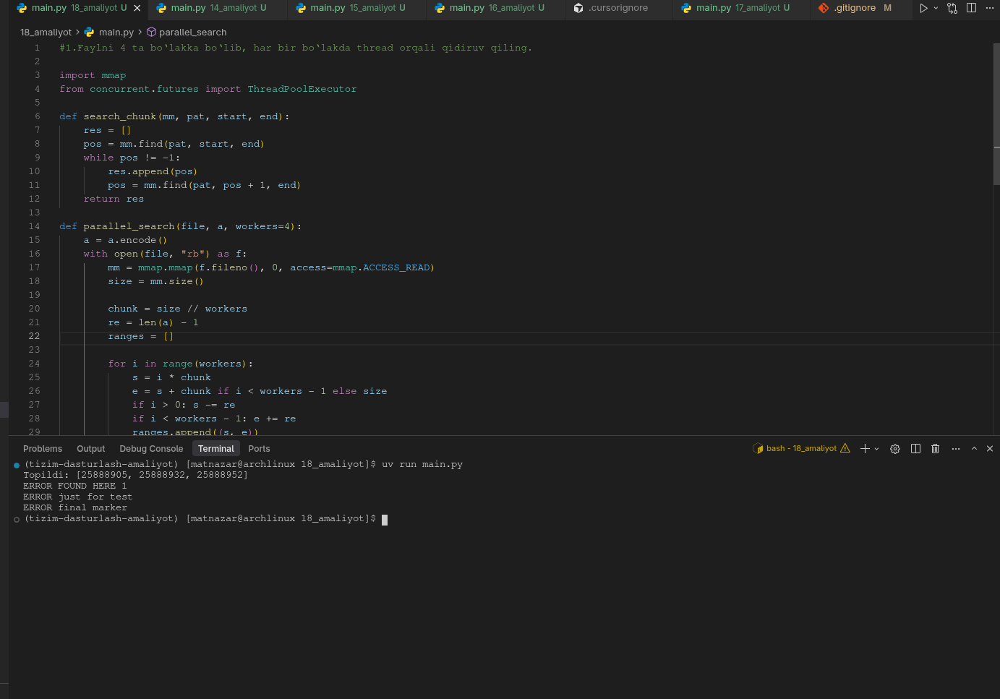 main.py 18_amaliyot U main.py 14_amaliyot U main.py 15_amaliyot U main.py 16_amaliyot U .cursorignore main.py 17_amaliyot U .gitignore M
18_amaliyot > main.py > parallel_search
1 #1.Faylni 4 ta bo‘lakka bo‘lib, har bir bo‘lakda thread orqali qidiruv qiling.
2
3 import mmap
4 from concurrent.futures import ThreadPoolExecutor
5
6 def search_chunk(mm, pat, start, end):
7     res = []
8     pos = mm.find(pat, start, end)
9     while pos != -1:
10         res.append(pos)
11         pos = mm.find(pat, pos + 1, end)
12     return res
13
14 def parallel_search(file, a, workers=4):
15     a = a.encode()
16     with open(file, "rb") as f:
17         mm = mmap.mmap(f.fileno(), 0, access=mmap.ACCESS_READ)
18         size = mm.size()
19
20         chunk = size // workers
21         re = len(a) - 1
22         ranges = []
23
24         for i in range(workers):
25             s = i * chunk
26             e = s + chunk if i < workers - 1 else size
27             if i > 0: s -= re
28             if i < workers - 1: e += re
29             ranges.append((s, e))
Problems Output Debug Console Terminal Ports bash - 18_amaliyot
(tizim-dasturlash-amaliyot) [matnazar@archlinux 18_amaliyot]$ uv run main.py
Topildi: [25888905, 25888932, 25888952]
ERROR FOUND HERE 1
ERROR just for test
ERROR final marker
(tizim-dasturlash-amaliyot) [matnazar@archlinux 18_amaliyot]$